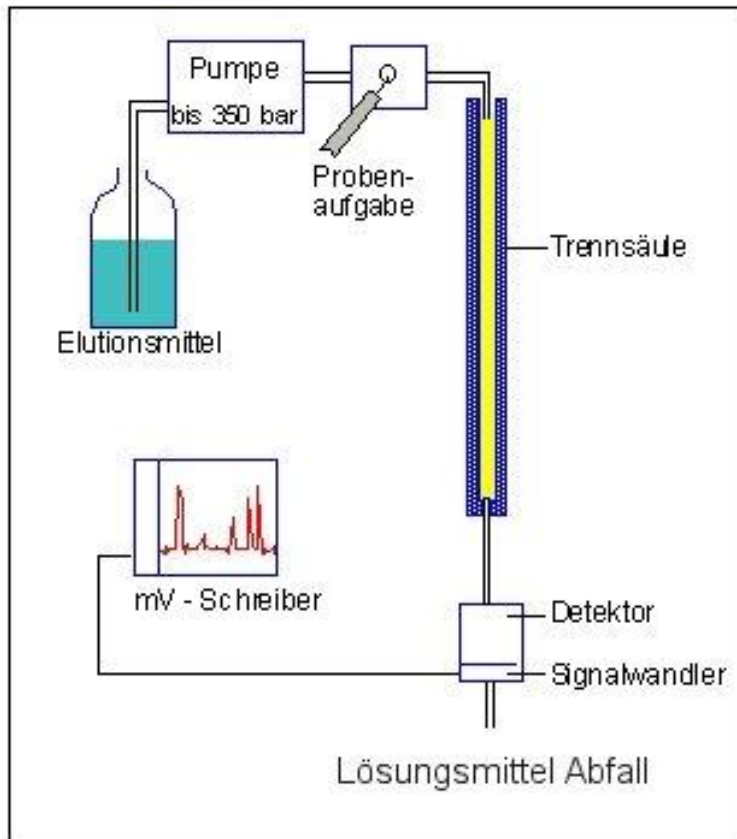 Pumpe
bis 350 bar
Proben-
aufgabe
Trennsäule
Elutionsmittel
mV - Schreiber
Detektor
Signalwandler
Lösungsmittel Abfall